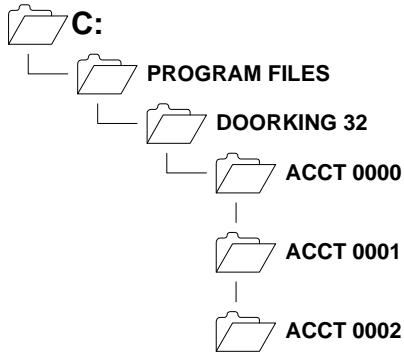 C:
PROGRAM FILES
DOORKING 32
ACCT 0000
ACCT 0001
ACCT 0002